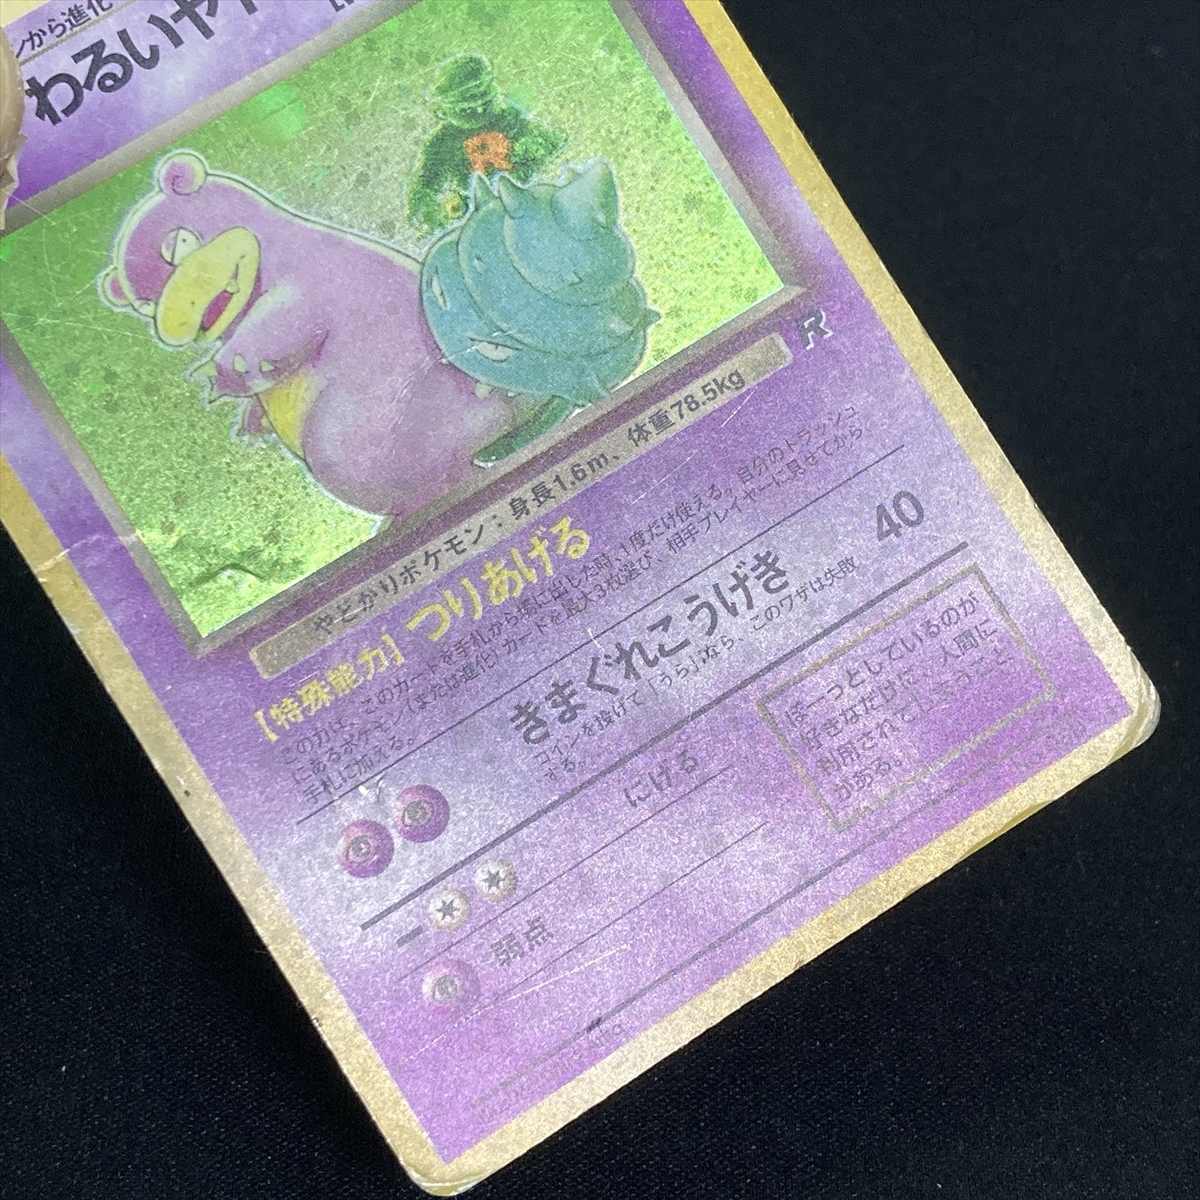 ンから進化
わるいヤド
R
やどかりポケモン：身長1.6m、体重78.5kg
R
【特殊能力】つりあげる
この力は、このカードを手札から場に出した時、1度だけ使える。自分のトラッシュ
にあるポケモン（または進化）カードを最大3枚選び、相手プレイヤーに見せてから、
手札に加える。
きまぐれこうげき 40
コインを投げて「うら」なら、このワザは失敗
する。
にげる
弱点
ぼーっとしているのが
好きなだけに、人間に
利用されてしまうこと
がある。